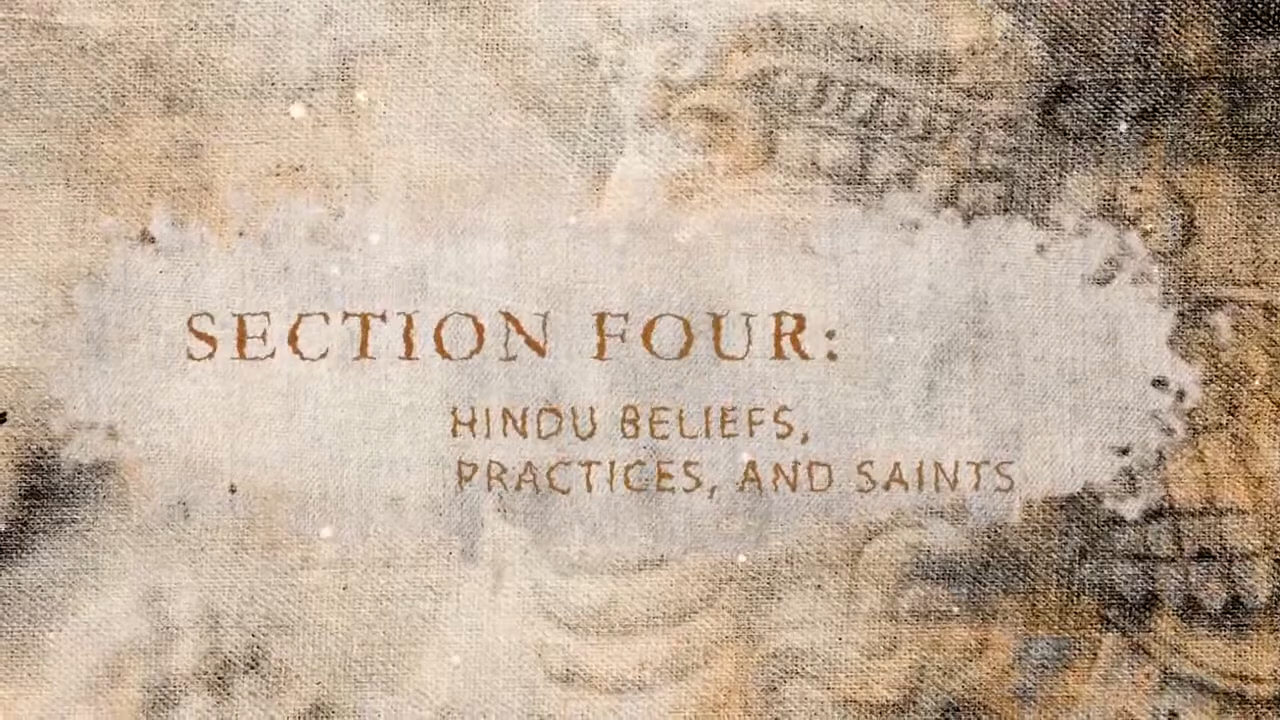 SECTION FOUR:
HINDU BELIEFS,
PRACTICES, AND SAINTS